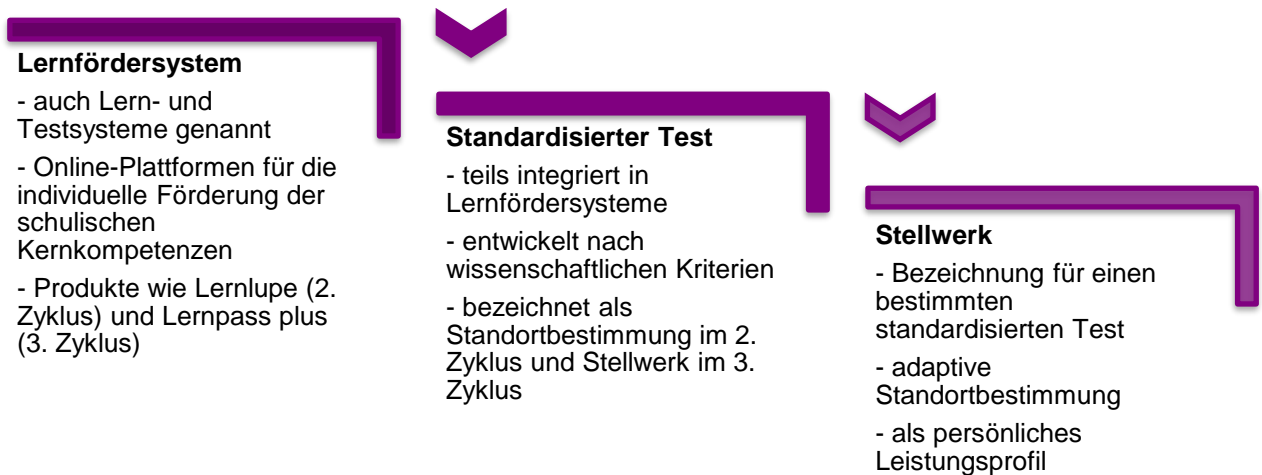 Lernfördersystem
- auch Lern- und
Testsysteme genannt
- Online-Plattformen für die
individuelle Förderung der
schulischen
Kernkompetenzen
- Produkte wie Lernlupe (2.
Zyklus) und Lernpass plus
(3. Zyklus)
Standardisierter Test
- teils integriert in
Lernfördersysteme
- entwickelt nach
wissenschaftlichen Kriterien
- bezeichnet als
Standortbestimmung im 2.
Zyklus und Stellwerk im 3.
Zyklus
Stellwerk
- Bezeichnung für einen
bestimmten
standardisierten Test
- adaptive
Standortbestimmung
- als persönliches
Leistungsprofil